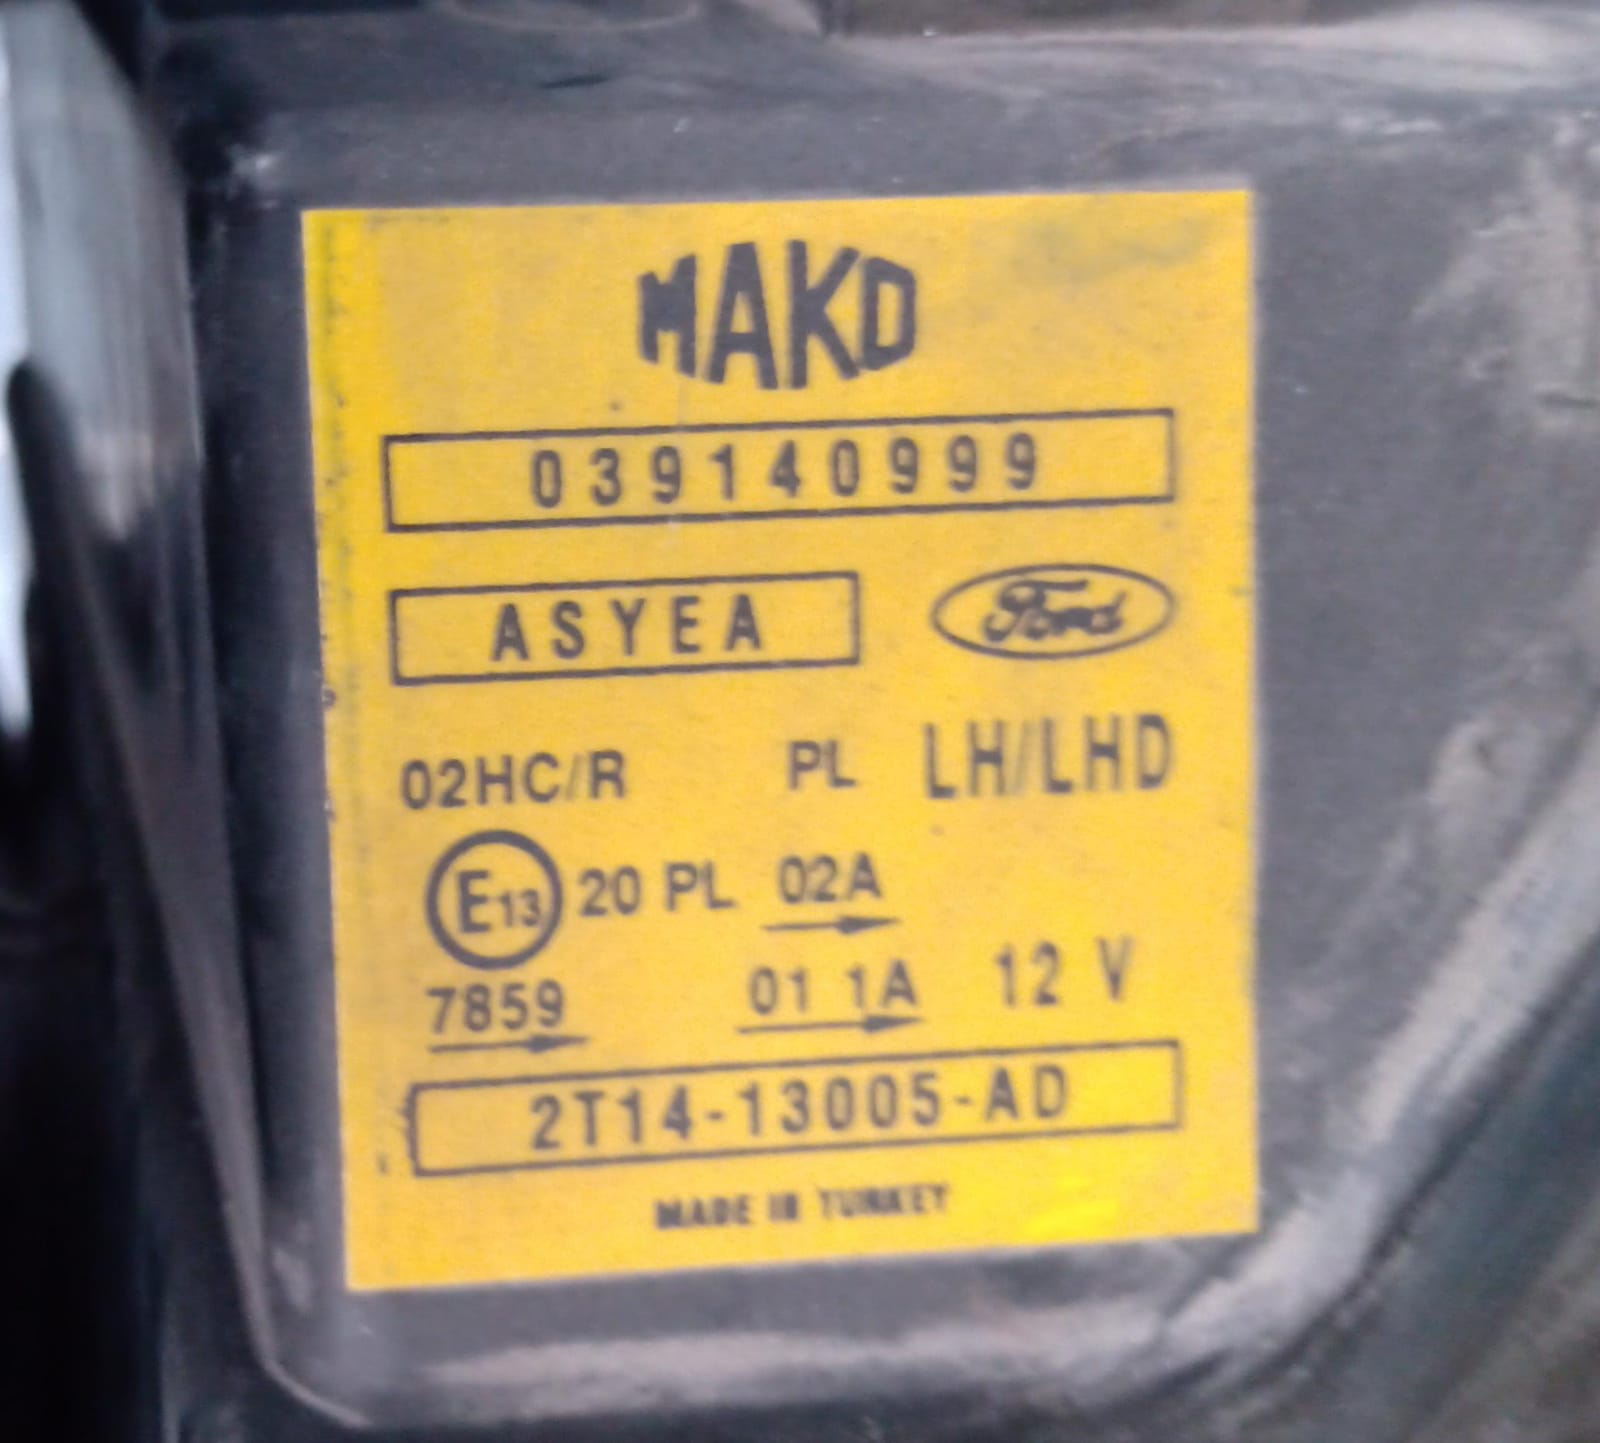 MAKO
039140999
ASYEA Ford
02HC/R PL LH/LHD
E13 20 PL 02A
7859 01 1A 12 V
2T14-13005-AD
MADE IN TURKEY